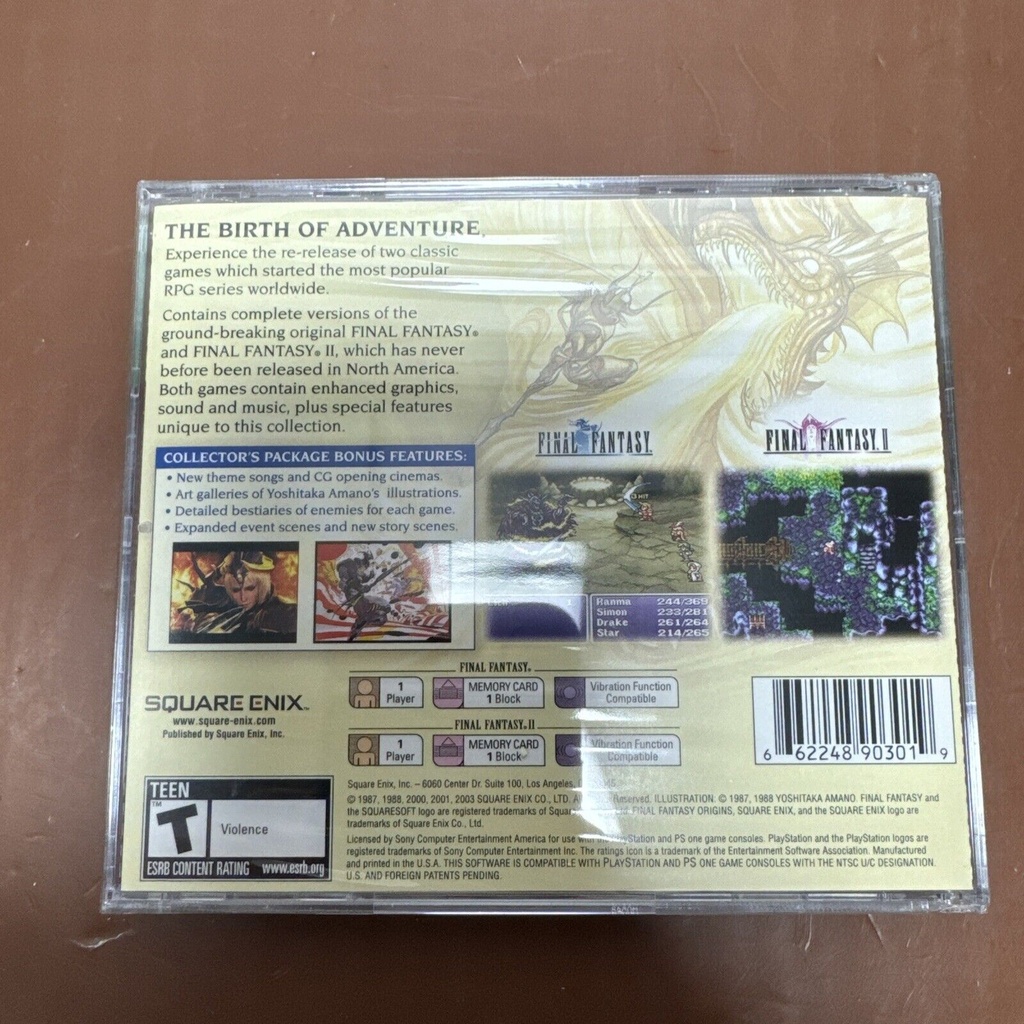 THE BIRTH OF ADVENTURE.
Experience the re-release of two classic
games which started the most popular
RPG series worldwide.
Contains complete versions of the
ground-breaking original FINAL FANTASY®
and FINAL FANTASY® II, which has never
before been released in North America.
Both games contain enhanced graphics,
sound and music, plus special features
unique to this collection.
COLLECTOR'S PACKAGE BONUS FEATURES:
• New theme songs and CG opening cinemas.
• Art galleries of Yoshitaka Amano's illustrations.
• Detailed bestiaries of enemies for each game.
• Expanded event scenes and new story scenes.
FINAL FANTASY.
FINAL FANTASY. II
HIT
Ranma 244/369
Simon 233/281
Drake 261/264
Star 214/265
FINAL FANTASY®
1 Player
MEMORY CARD 1 Block
Vibration Function Compatible
FINAL FANTASY® II
1 Player
MEMORY CARD 1 Block
Vibration Function Compatible
SQUARE ENIX™
www.square-enix.com
Published by Square Enix, Inc.
6 62248 90301 9
TEEN
T™
Violence
ESRB CONTENT RATING www.esrb.org
Square Enix, Inc. – 6060 Center Dr. Suite 100, Los Angeles,
© 1987, 1988, 2000, 2001, 2003 SQUARE ENIX CO., LTD. Reserved. ILLUSTRATION: © 1987, 1988 YOSHITAKA AMANO. FINAL FANTASY and
the SQUARESOFT logo are registered trademarks of FINAL FANTASY ORIGINS, SQUARE ENIX, and the SQUARE ENIX logo are
trademarks of Square Enix Co., Ltd.
Licensed by Sony Computer Entertainment America for use and PS one game consoles. PlayStation and the PlayStation logos are
registered trademarks of Sony Computer Entertainment Inc. The ratings icon is a trademark of the Entertainment Software Association. Manufactured
and printed in the U.S.A. THIS SOFTWARE IS COMPATIBLE WITH PLAYSTATION AND PS ONE GAME CONSOLES WITH THE NTSC U/C DESIGNATION.
U.S. AND FOREIGN PATENTS PENDING.